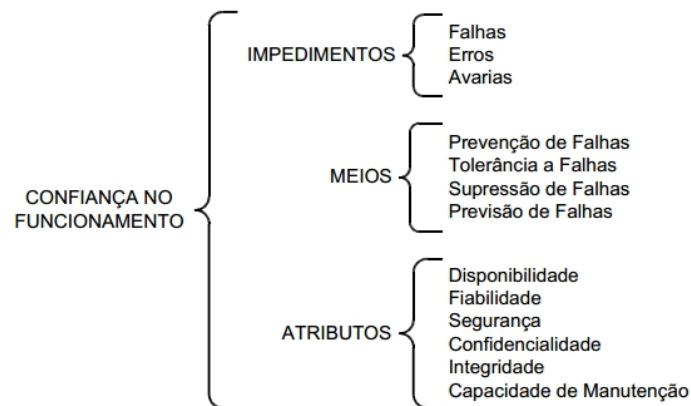 CONFIANÇA NO
FUNCIONAMENTO
IMPEDIMENTOS
Falhas
Erros
Avarias
MEIOS
Prevenção de Falhas
Tolerância a Falhas
Supressão de Falhas
Previsão de Falhas
ATRIBUTOS
Disponibilidade
Fiabilidade
Segurança
Confidencialidade
Integridade
Capacidade de Manutenção